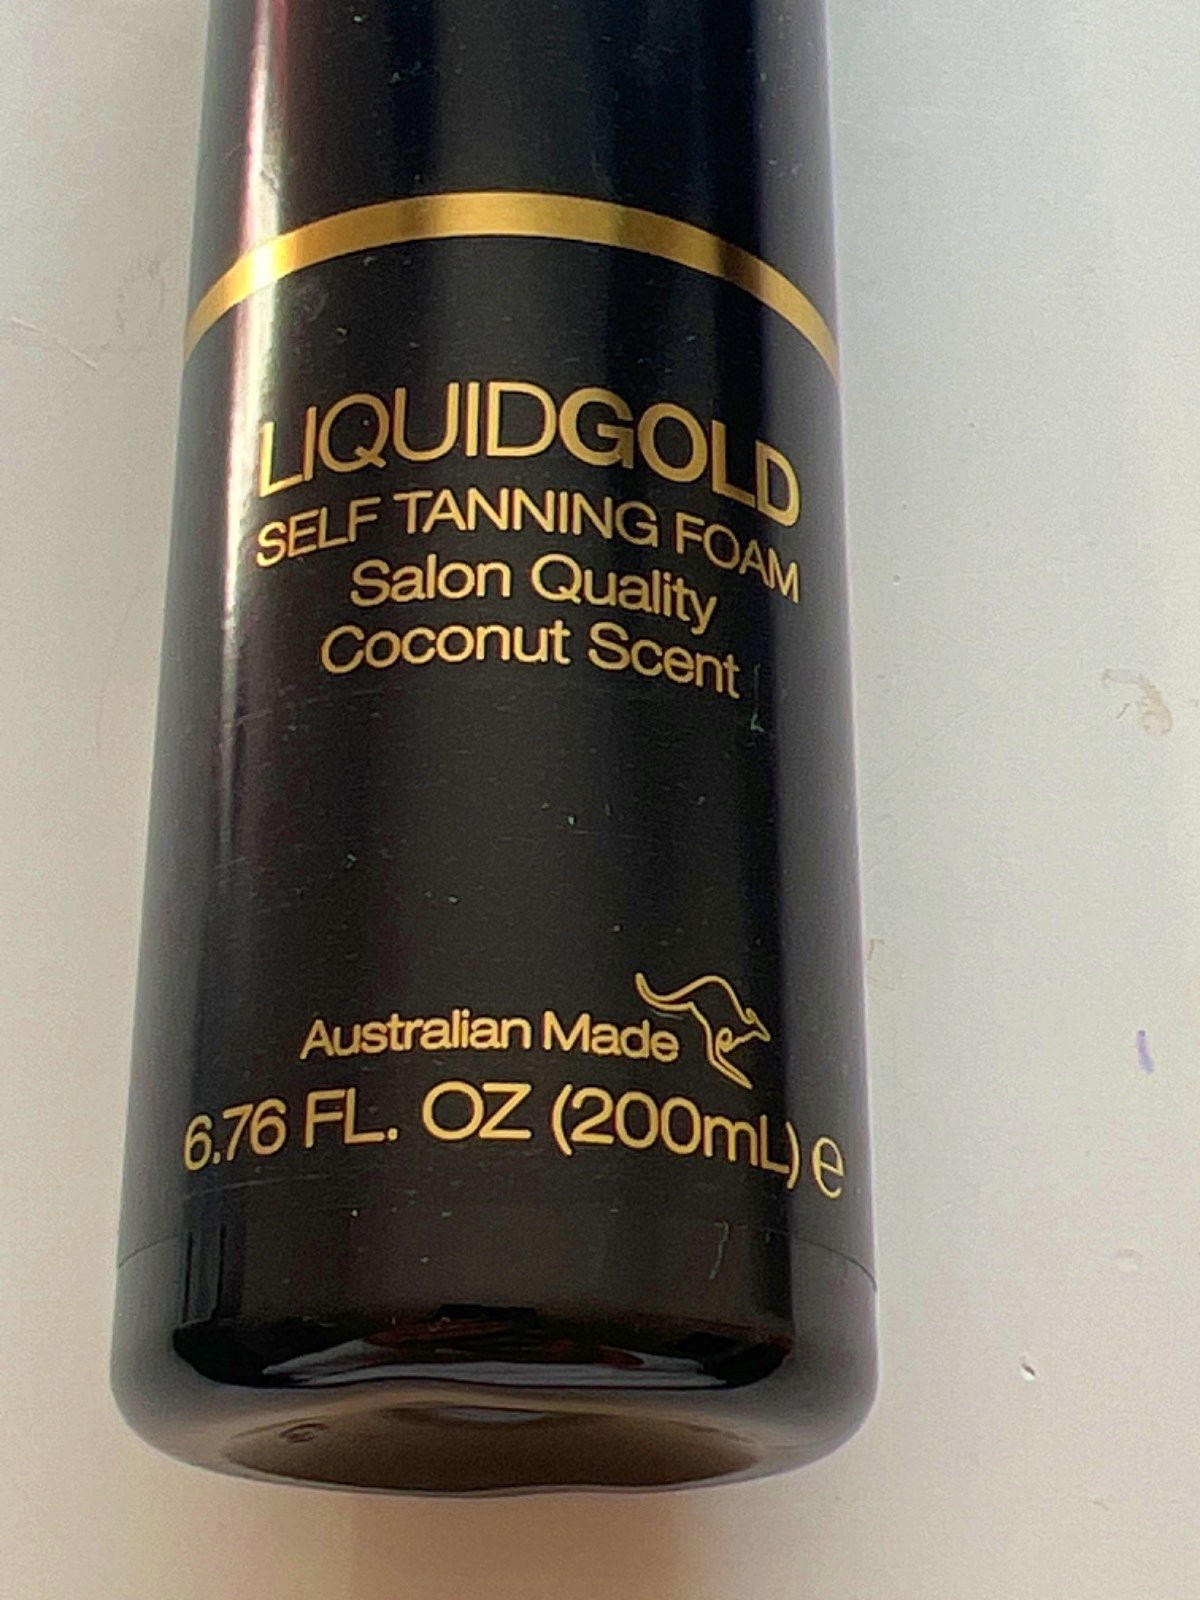 LIQUIDGOLD
SELF TANNING FOAM
Salon Quality
Coconut Scent
Australian Made
6.76 FL. OZ (200mL) e